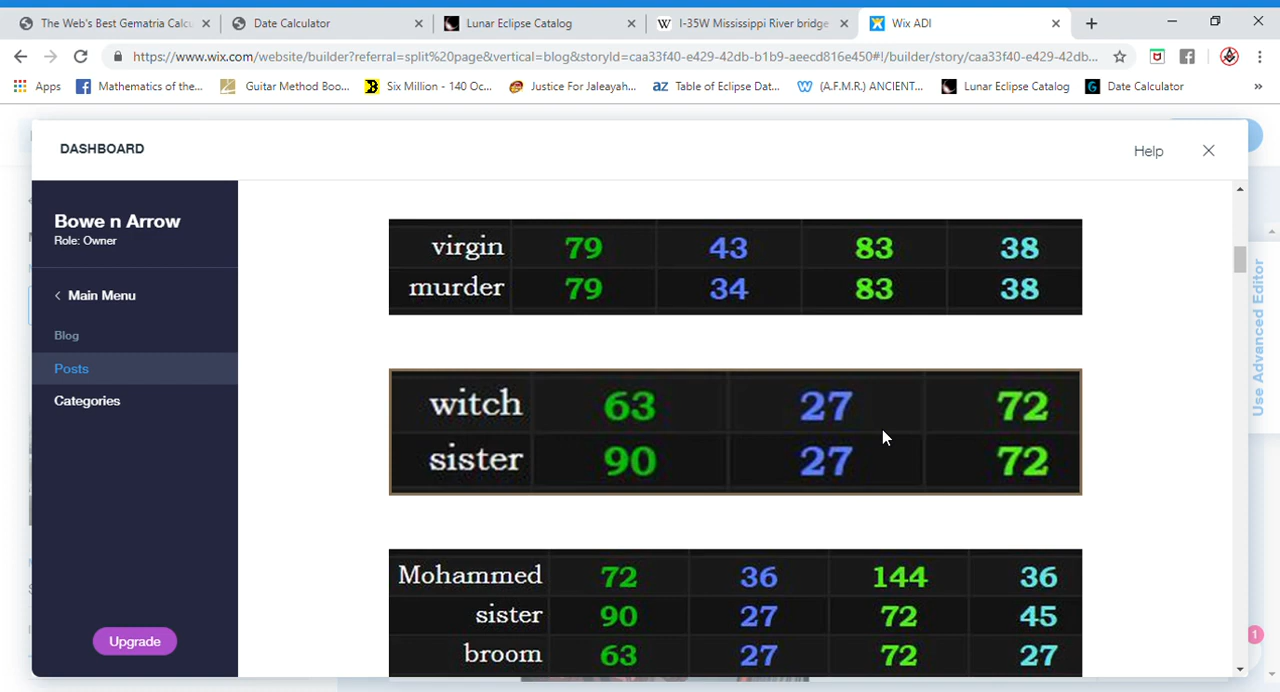 The Web's Best Gematria Calcu
Date Calculator
Lunar Eclipse Catalog
W I-35W Mississippi River bridge
Wix ADI
https://www.wix.com/website/builder?referral=split%20page&vertical=blog&storyId=caa33f40-e429-42db-b1b9-aeecd816e450#!/builder/story/caa33f40-e429-42db...
Apps
Mathematics of the...
Guitar Method Boo...
Six Million - 140 Oc...
Justice For Jaleayah...
az Table of Eclipse Dat...
(A.F.M.R.) ANCIENT...
Lunar Eclipse Catalog
Date Calculator
»
DASHBOARD
Help
Bowe n Arrow
Role: Owner
Main Menu
Blog
Posts
Categories
Upgrade
virgin 79 43 83 38
murder 79 34 83 38
witch 63 27 72
sister 90 27 72
Mohammed 72 36 144 36
sister 90 27 72 45
broom 63 27 72 27
Use Advanced Editor
1